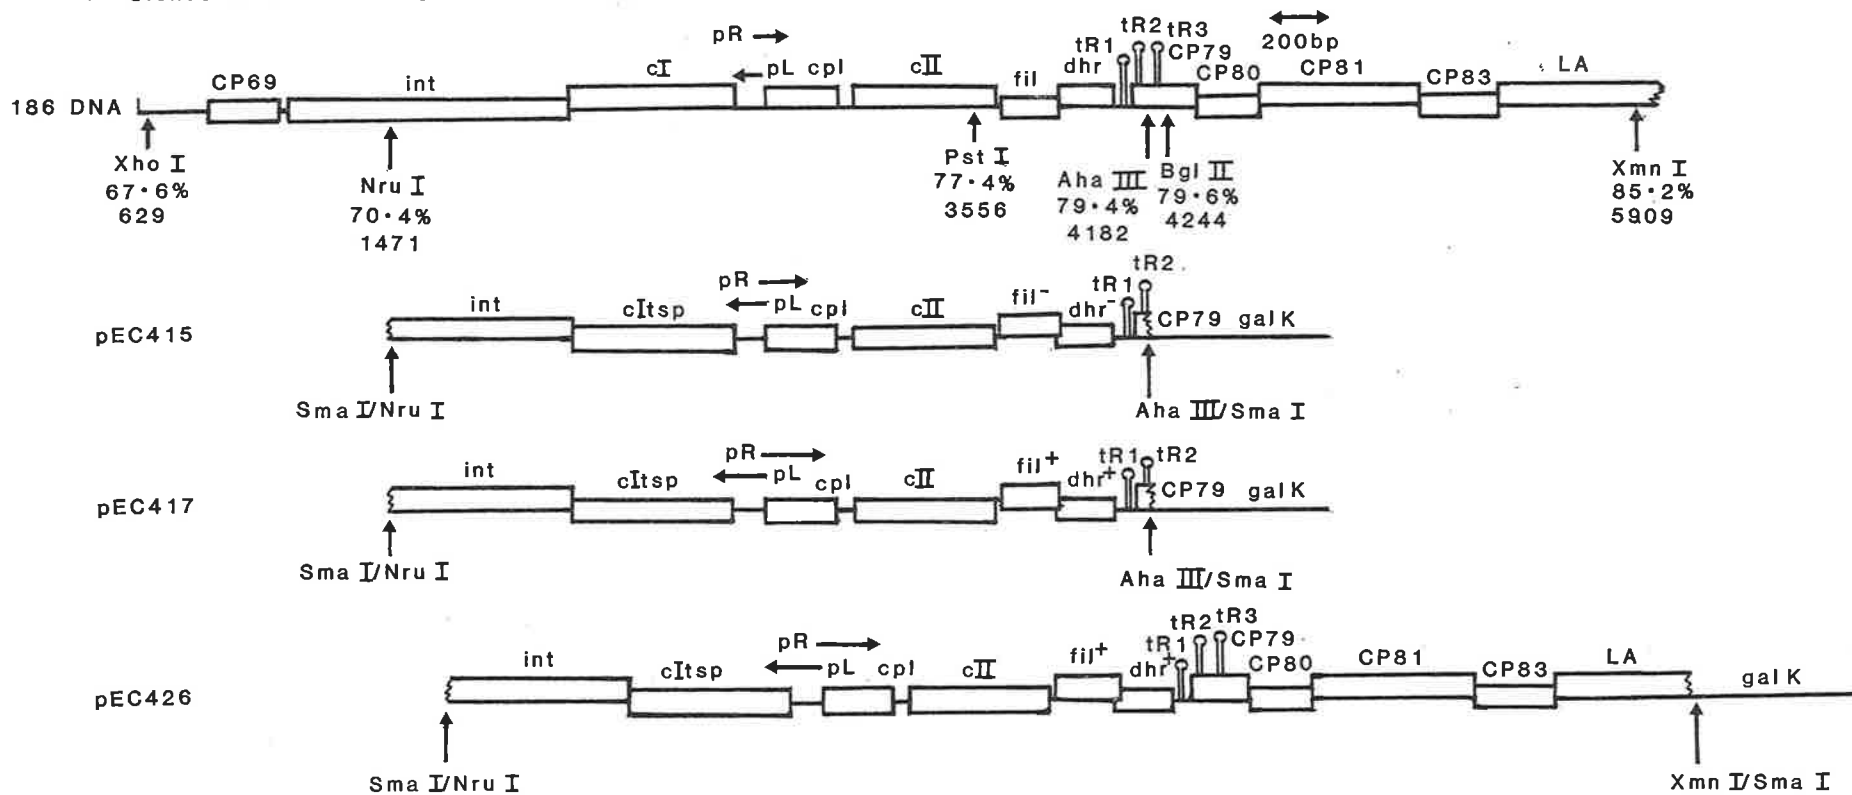 pR tR1 tR2 tR3 200bp
CP69 int cI pL cpl cII fil dhr CP79 CP80 CP81 CP83 LA
186 DNA
Xho I
67·6%
629
Nru I
70·4%
1471
Pst I
77·4%
3556
Aha III
79·4%
4182
Bgl II
79·6%
4244
Xmn I
85·2%
5909
pR tR1 tR2
int cItsp pL cpl cII fil- dhr- CP79 galK
pEC415
Sma I/Nru I Aha III/Sma I
pR tR1 tR2
int cItsp pL cpl cII fil+ dhr+ CP79 galK
pEC417
Sma I/Nru I Aha III/Sma I
pR tR1 tR2 tR3
int cItsp pL cpl cII fil+ dhr+ CP79 CP80 CP81 CP83 LA galK
pEC426
Sma I/Nru I Xmn I/Sma I